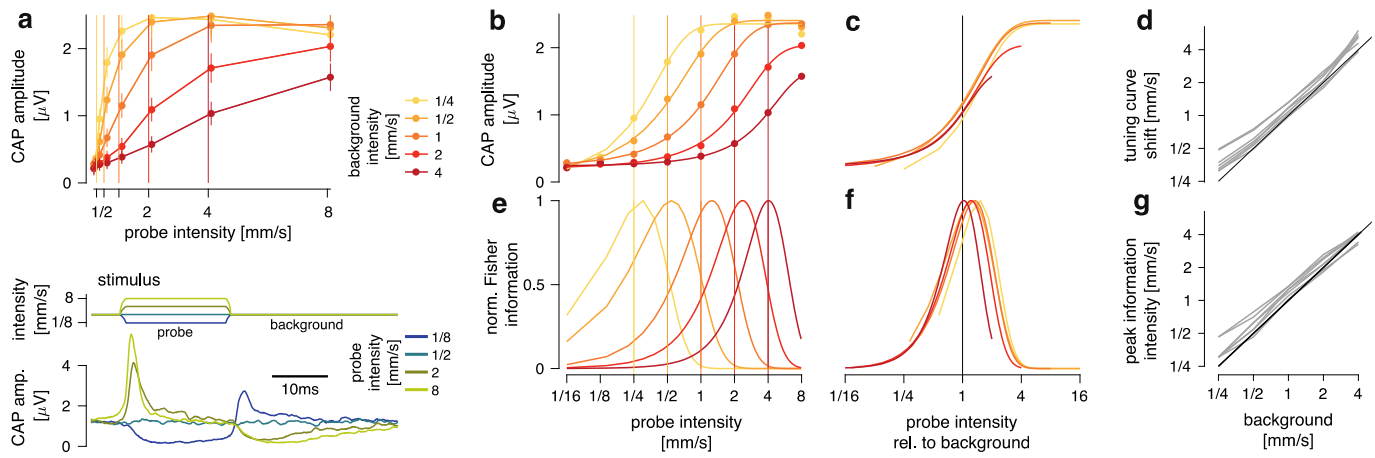 a
CAP amplitude
[μV]
2
1
0
1/2
2
4
8
probe intensity [mm/s]
background
intensity
[mm/s]
1/4
1/2
1
2
4
stimulus
intensity
[mm/s]
8
1/8
probe
background
CAP amp.
[μV]
4
2
0
10ms
probe
intensity
[mm/s]
1/8
1/2
2
8
b
CAP amplitude
[μV]
2
1
0
c
d
tuning curve
shift [mm/s]
4
2
1
1/2
1/4
e
norm. Fisher
information
1
0.5
0
1/16
1/8
1/4
1/2
1
2
4
8
probe intensity
[mm/s]
f
1/16
1/4
1
4
16
probe intensity
rel. to background
g
peak information
intensity [mm/s]
4
2
1
1/2
1/4
1/4
1/2
1
2
4
background
[mm/s]